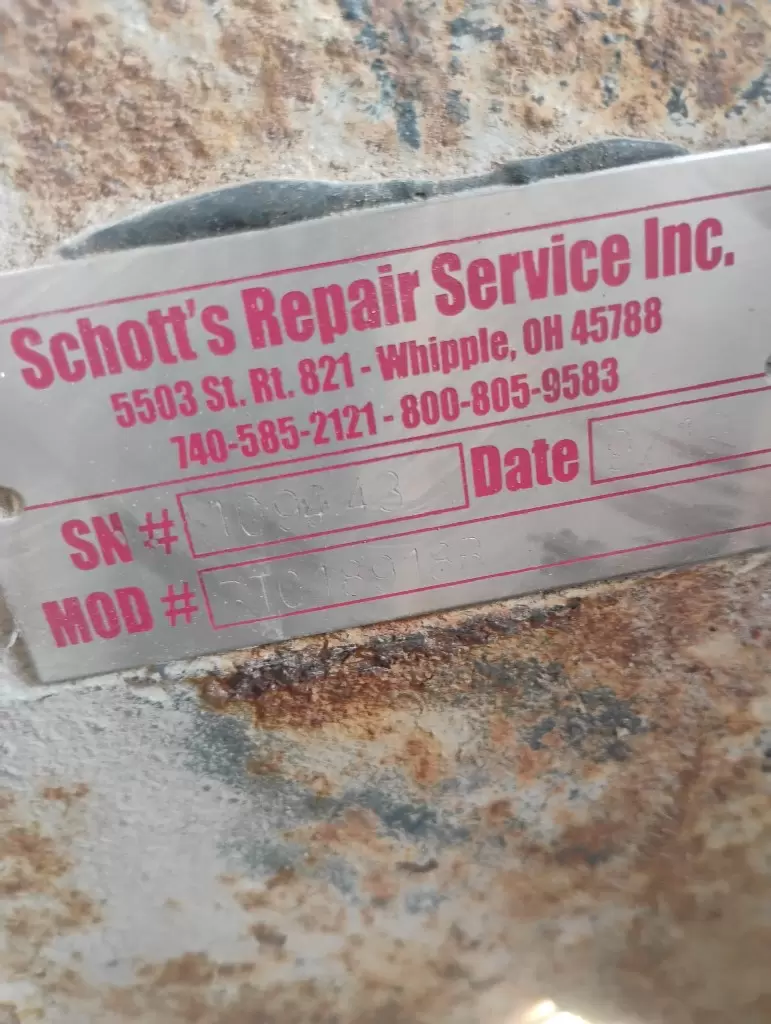 Schott's Repair Service Inc.
5503 St. Rt. 821 - Whipple, OH 45788
740-585-2121 - 800-805-9583
SN # Date
MOD #